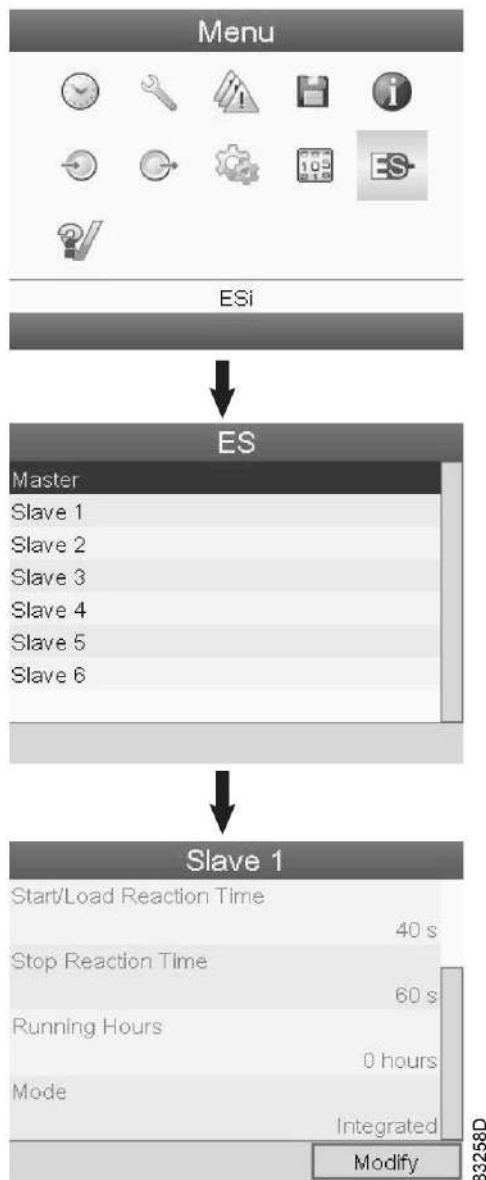 Menu
ES
ESi
ES
Master
Slave 1
Slave 2
Slave 3
Slave 4
Slave 5
Slave 6
Slave 1
Start/Load Reaction Time
40 s
Stop Reaction Time
60 s
Running Hours
0 hours
Mode
Integrated
Modify
83258D